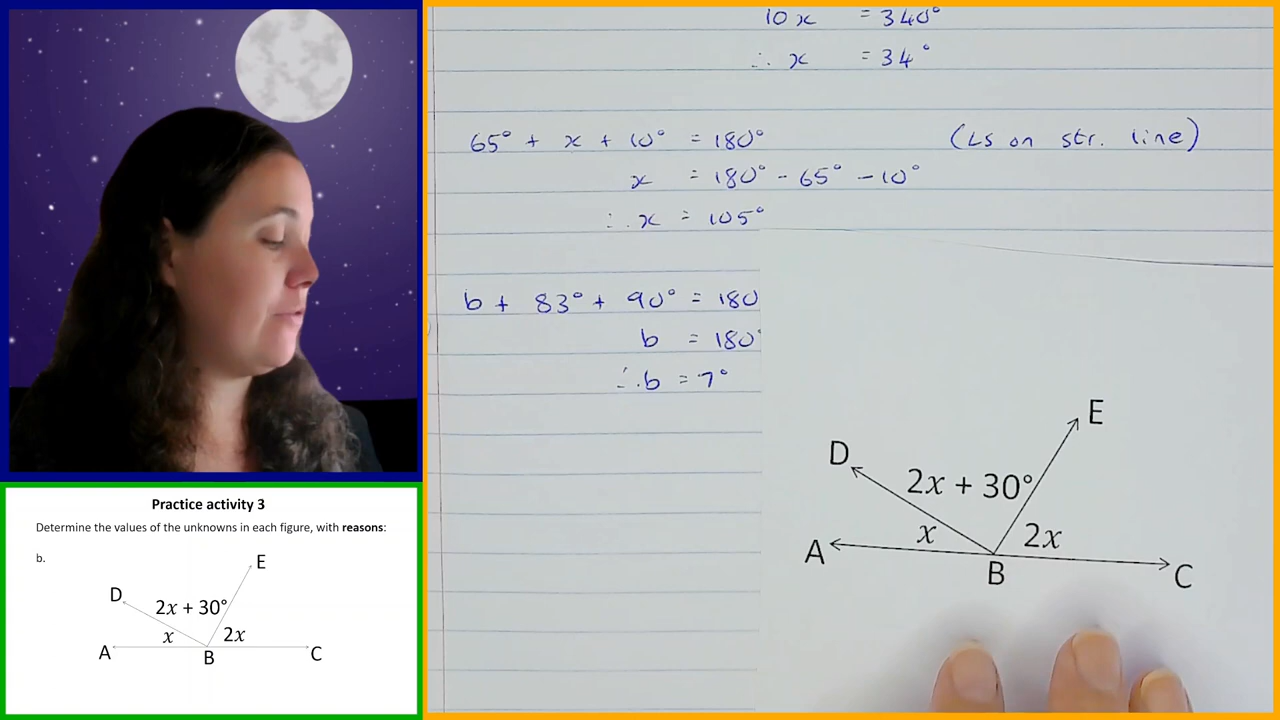 10x = 340°
∴ x = 34°
65° + x + 10° = 180° (∠s on str. line)
x = 180° - 65° - 10°
∴ x = 105°
b + 83° + 90° = 180
b = 180°
∴ b = 7°
E
D
2x + 30°
x
2x
A
B
C
Practice activity 3
Determine the values of the unknowns in each figure, with reasons:
b.
E
D
2x + 30°
x
2x
A
B
C